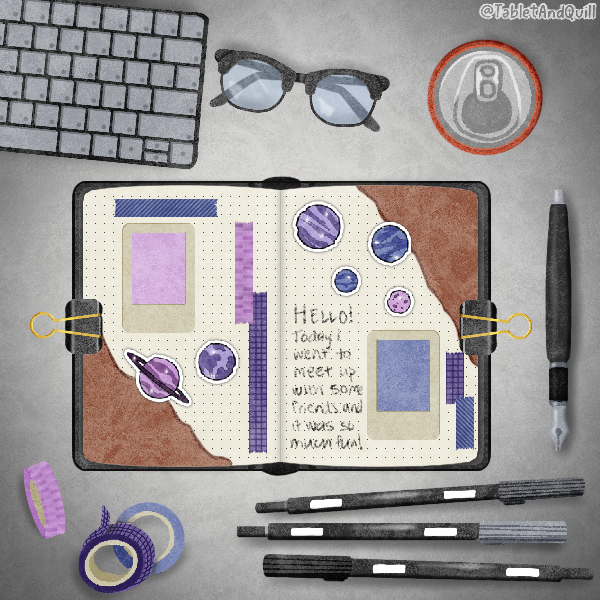 @TabletAndQuill
HELLO!
Today I
went to
meet up
with some
friends and
it was so
much fun!